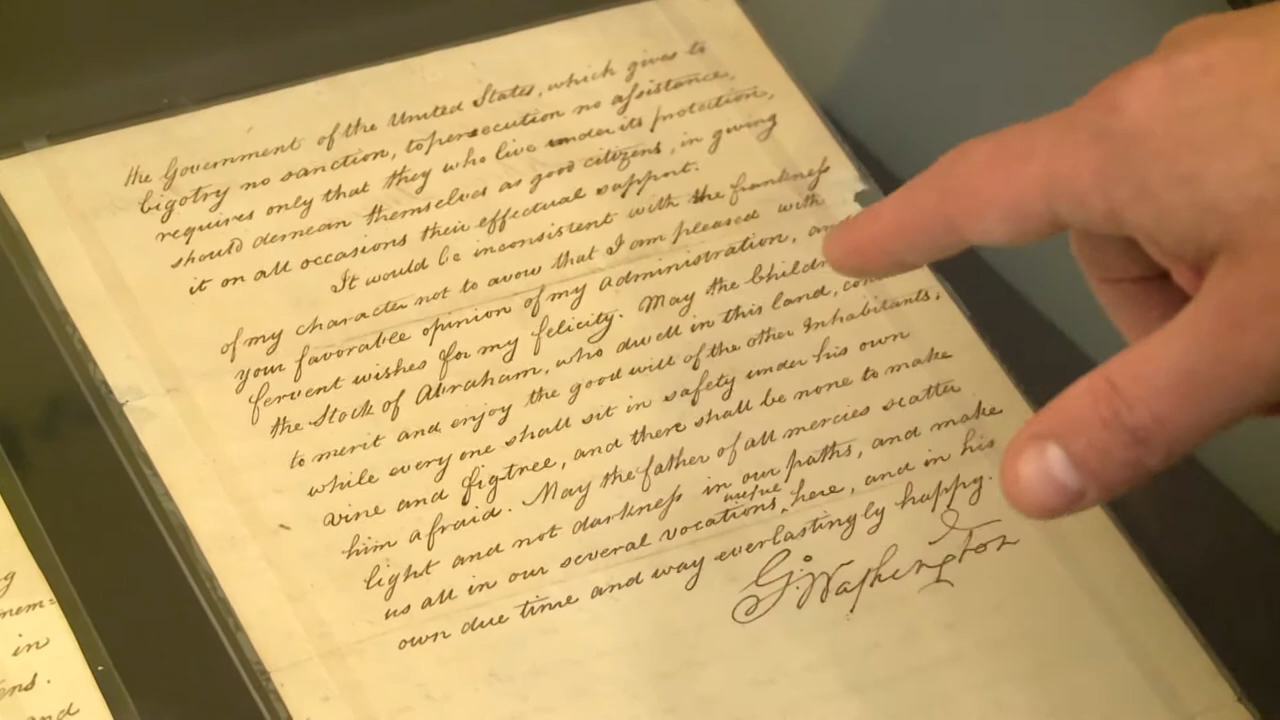 the Government of the United States, which gives to
bigotry no sanction, to persecution no assistance,
requires only that they who live under its protection,
should demean themselves as good citizens, in giving
it on all occasions their effectual support.
It would be inconsistent with the frankness
of my character not to avow that I am pleased with
your favorable opinion of my administration, and
fervent wishes for my felicity. May the Children
the Stock of Abraham, who dwell in this land,
to merit and enjoy the good will of the other Inhabitants,
while every one shall sit in safety under his own
vine and figtree, and there shall be none to make
him afraid. May the father of all mercies scatter
light and not darkness in our paths, and make
us all in our several vocations useful here, and in his
own due time and way everlastingly happy.
G. Washington
in
and